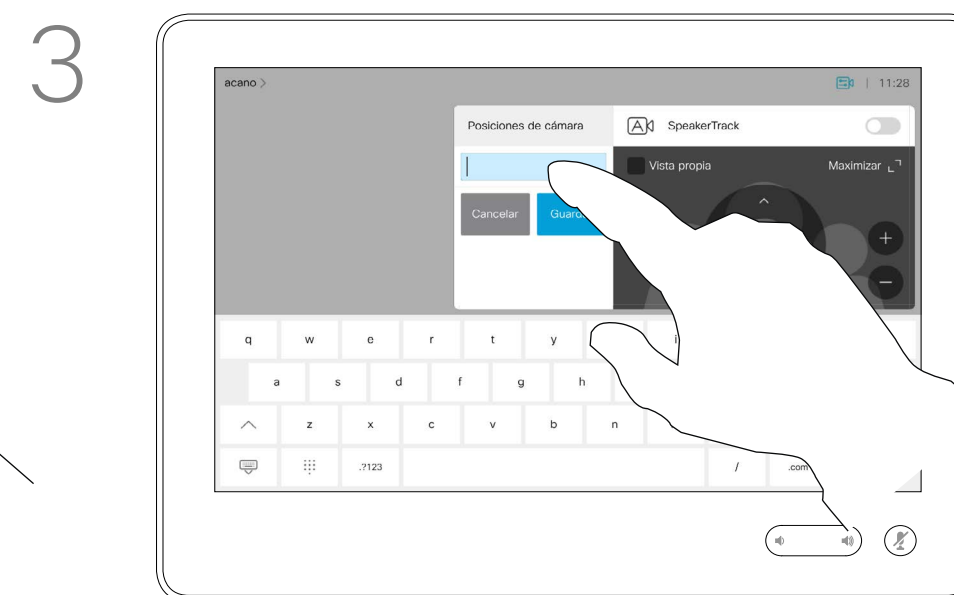 3
acano >
11:28
Posiciones de cámara
SpeakerTrack
Vista propia
Maximizar
Cancelar
q w e r t y
a s d f g h
z x c v b n
.?123 / .com